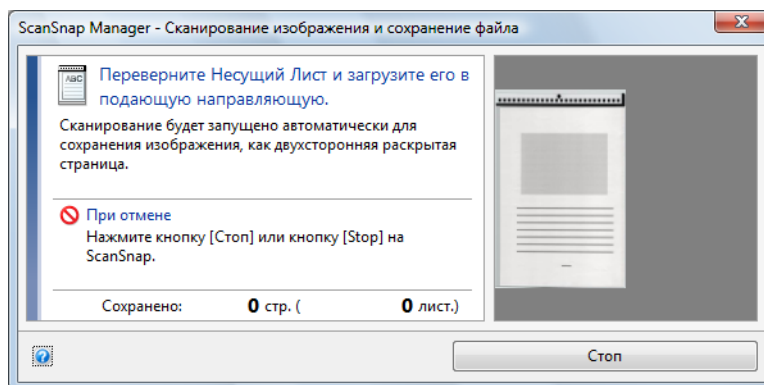 ScanSnap Manager - Сканирование изображения и сохранение файла
ABC
Переверните Несущий Лист и загрузите его в
подающую направляющую.
Сканирование будет запущено автоматически для
сохранения изображения, как двухсторонняя раскрытая
страница.
При отмене
Нажмите кнопку [Стоп] или кнопку [Stop] на
ScanSnap.
Сохранено: 0 стр. ( 0 лист.)
Стоп